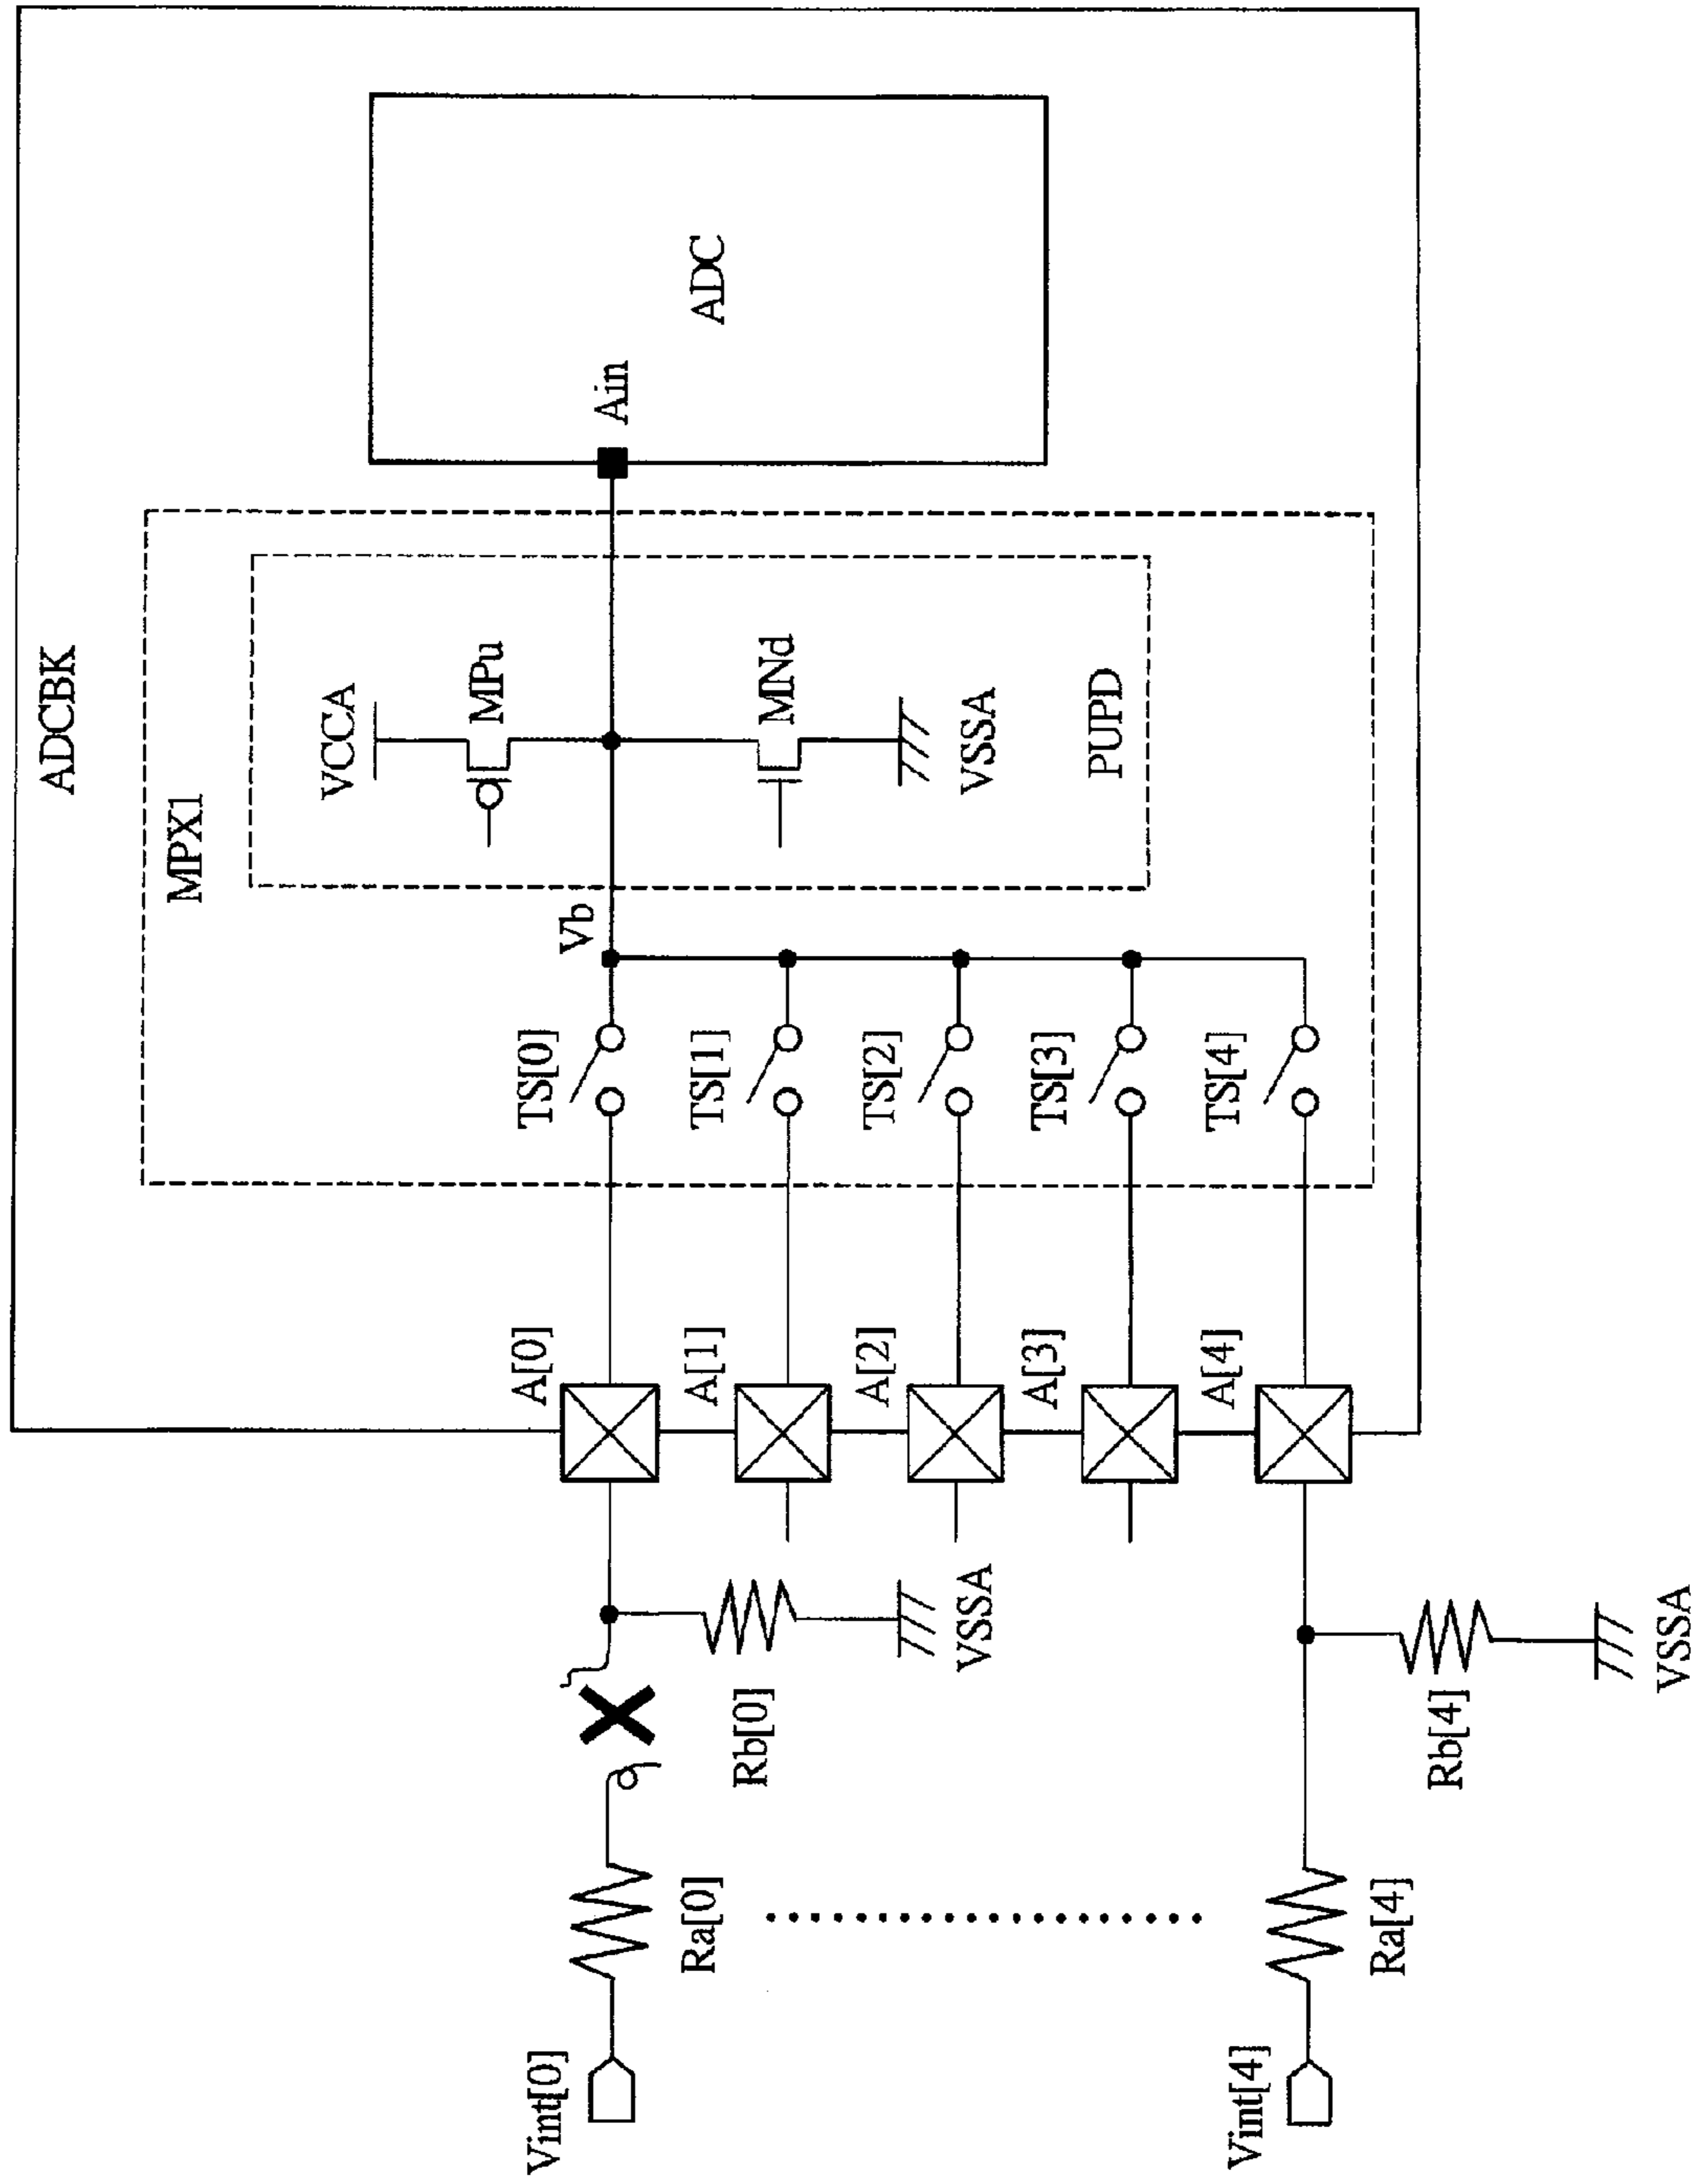 ADCBK
MPX1
VCCA
MPu
MNd
VSSA
PUPD
Ain
ADC
Vb
TS[0]
TS[1]
TS[2]
TS[3]
TS[4]
A[0]
A[1]
A[2]
A[3]
A[4]
VSSA
Rb[0]
Ra[0]
Vint[0]
VSSA
Rb[4]
Ra[4]
Vint[4]